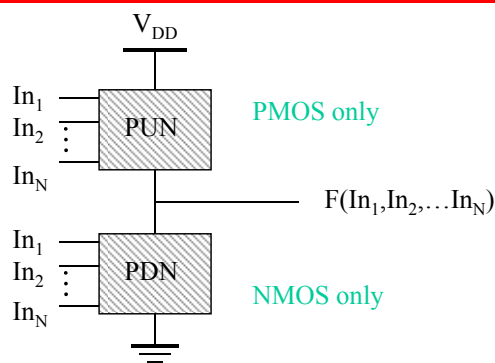 V_DD
In_1
In_2
⋮
In_N
PUN
PMOS only
F(In_1,In_2,…In_N)
In_1
In_2
⋮
In_N
PDN
NMOS only